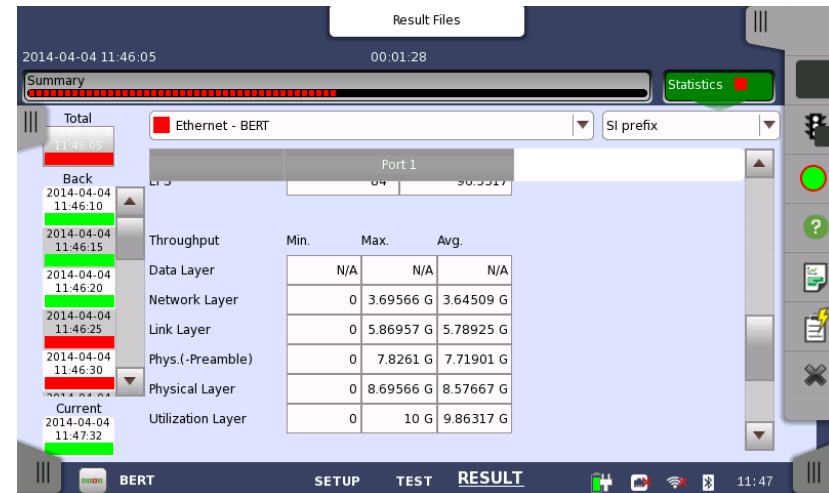 Result Files
2014-04-04 11:46:05 00:01:28
Summary
Statistics
Total
11:46:05
Ethernet - BERT
SI prefix
Port 1
Back
2014-04-04
11:46:10
2014-04-04
11:46:15
2014-04-04
11:46:20
2014-04-04
11:46:25
2014-04-04
11:46:30
Current
2014-04-04
11:47:32
Throughput Min. Max. Avg.
Data Layer N/A N/A N/A
Network Layer 0 3.69566 G 3.64509 G
Link Layer 0 5.86957 G 5.78925 G
Phys.(-Preamble) 0 7.8261 G 7.71901 G
Physical Layer 0 8.69566 G 8.57667 G
Utilization Layer 0 10 G 9.86317 G
BERT SETUP TEST RESULT 11:47